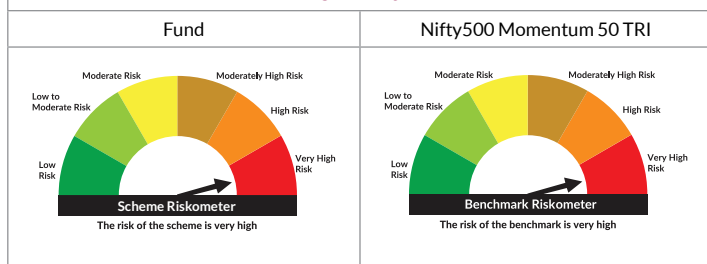 Fund
Nifty500 Momentum 50 TRI
Moderate Risk
Moderately High Risk
Low to
Moderate Risk
High Risk
Low
Risk
Very High
Risk
Scheme Riskometer
The risk of the scheme is very high
Moderate Risk
Moderately High Risk
Low to
Moderate Risk
High Risk
Low
Risk
Very High
Risk
Benchmark Riskometer
The risk of the benchmark is very high